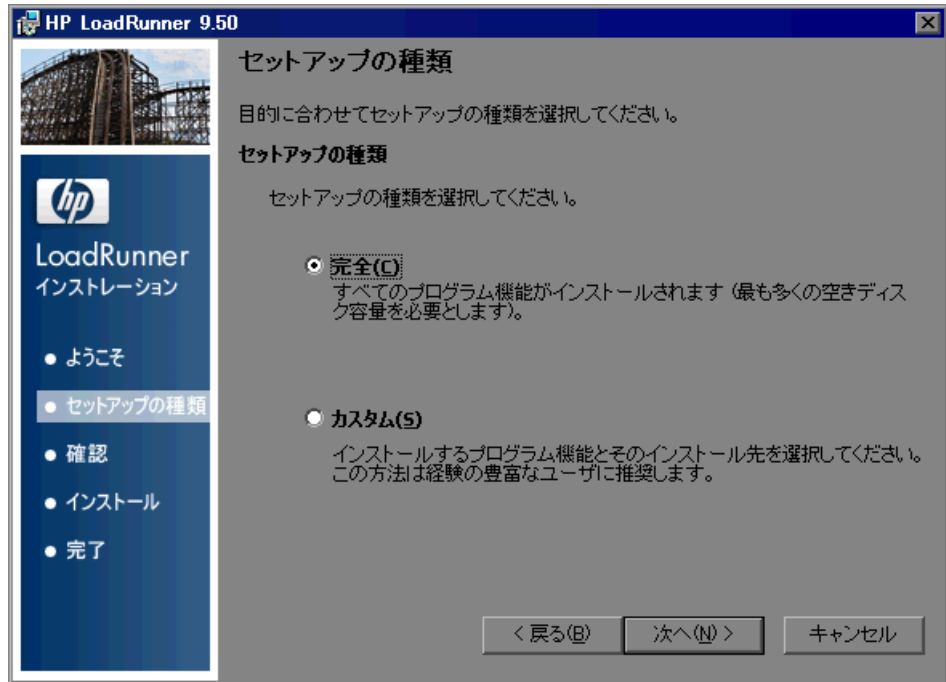 HP LoadRunner 9.50
セットアップの種類
目的に合わせてセットアップの種類を選択してください。
セットアップの種類
セットアップの種類を選択してください。
完全(C)
すべてのプログラム機能がインストールされます (最も多くの空きディス
ク容量を必要とします)。
カスタム(S)
インストールするプログラム機能とそのインストール先を選択してください。
この方法は経験の豊富なユーザに推奨します。
hp
LoadRunner
インストレーション
ようこそ
セットアップの種類
確認
インストール
完了
< 戻る(B)
次へ(N) >
キャンセル